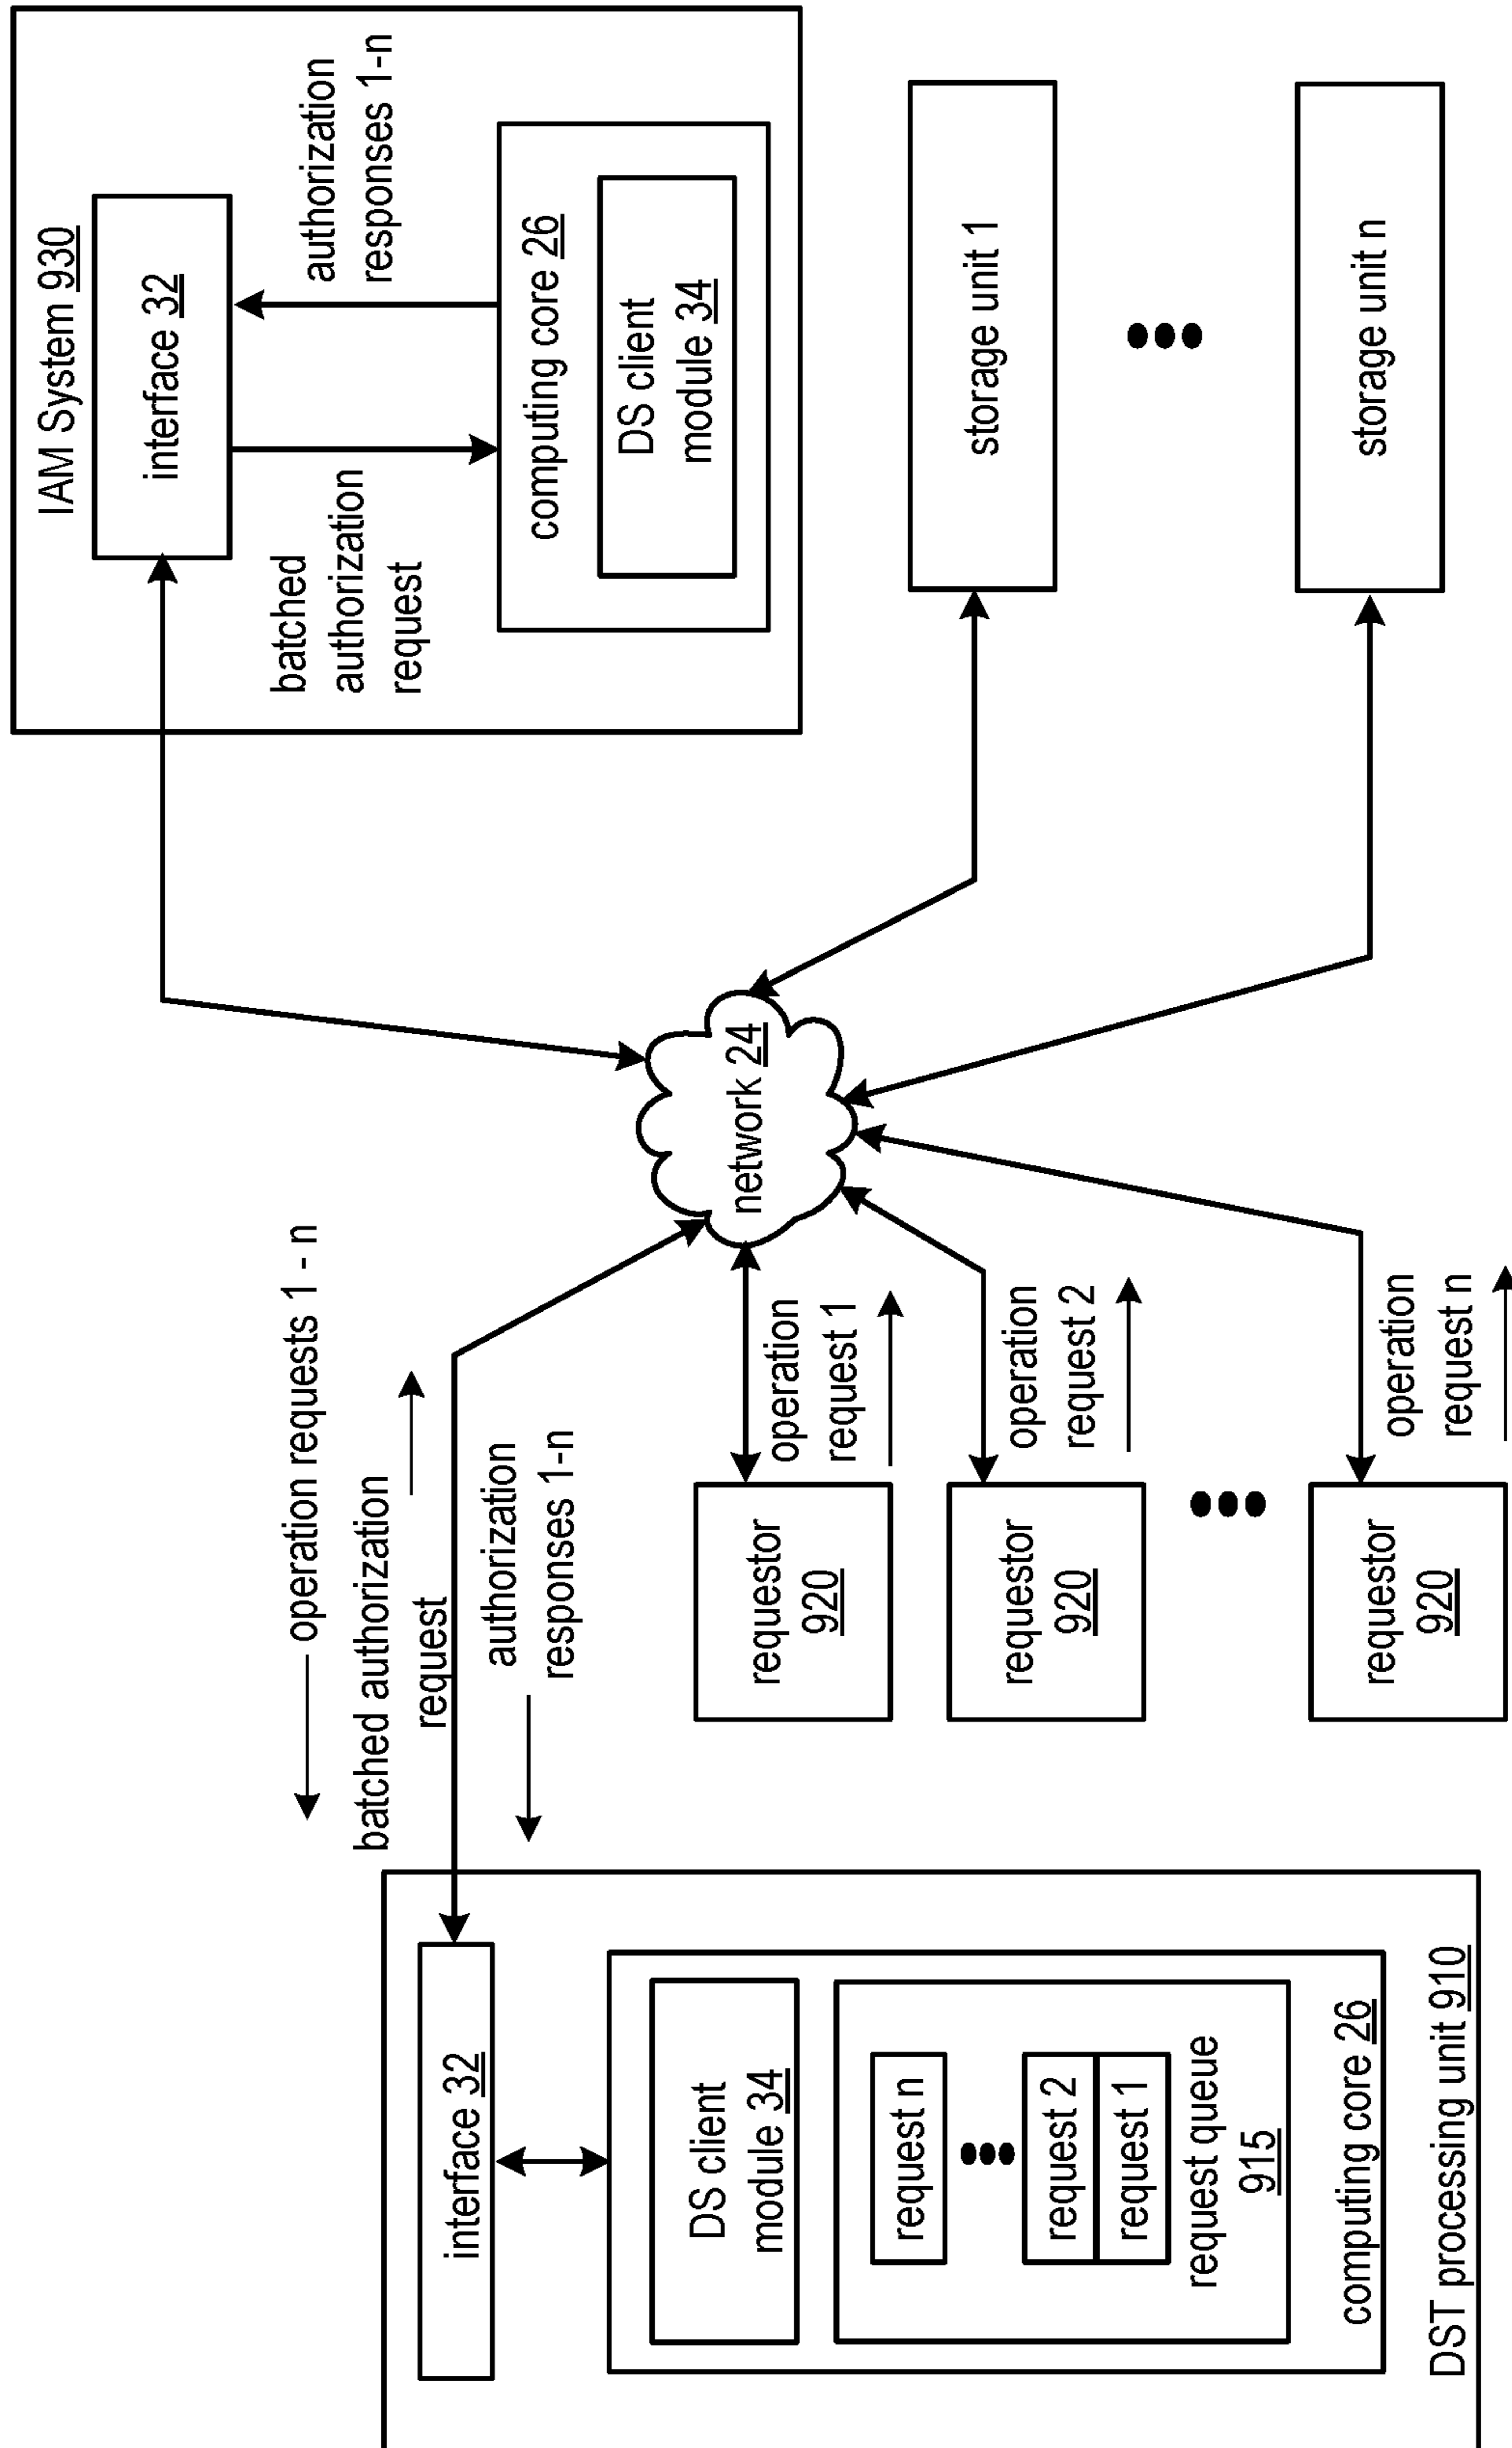 DST processing unit 910
interface 32
DS client
module 34
request n
request 2
request 1
request queue
915
computing core 26
operation requests 1 - n
batched authorization
request
authorization
responses 1-n
requestor
920
operation
request 1
requestor
920
operation
request 2
requestor
920
operation
request n
network 24
IAM System 930
interface 32
batched
authorization
request
authorization
responses 1-n
computing core 26
DS client
module 34
storage unit 1
storage unit n